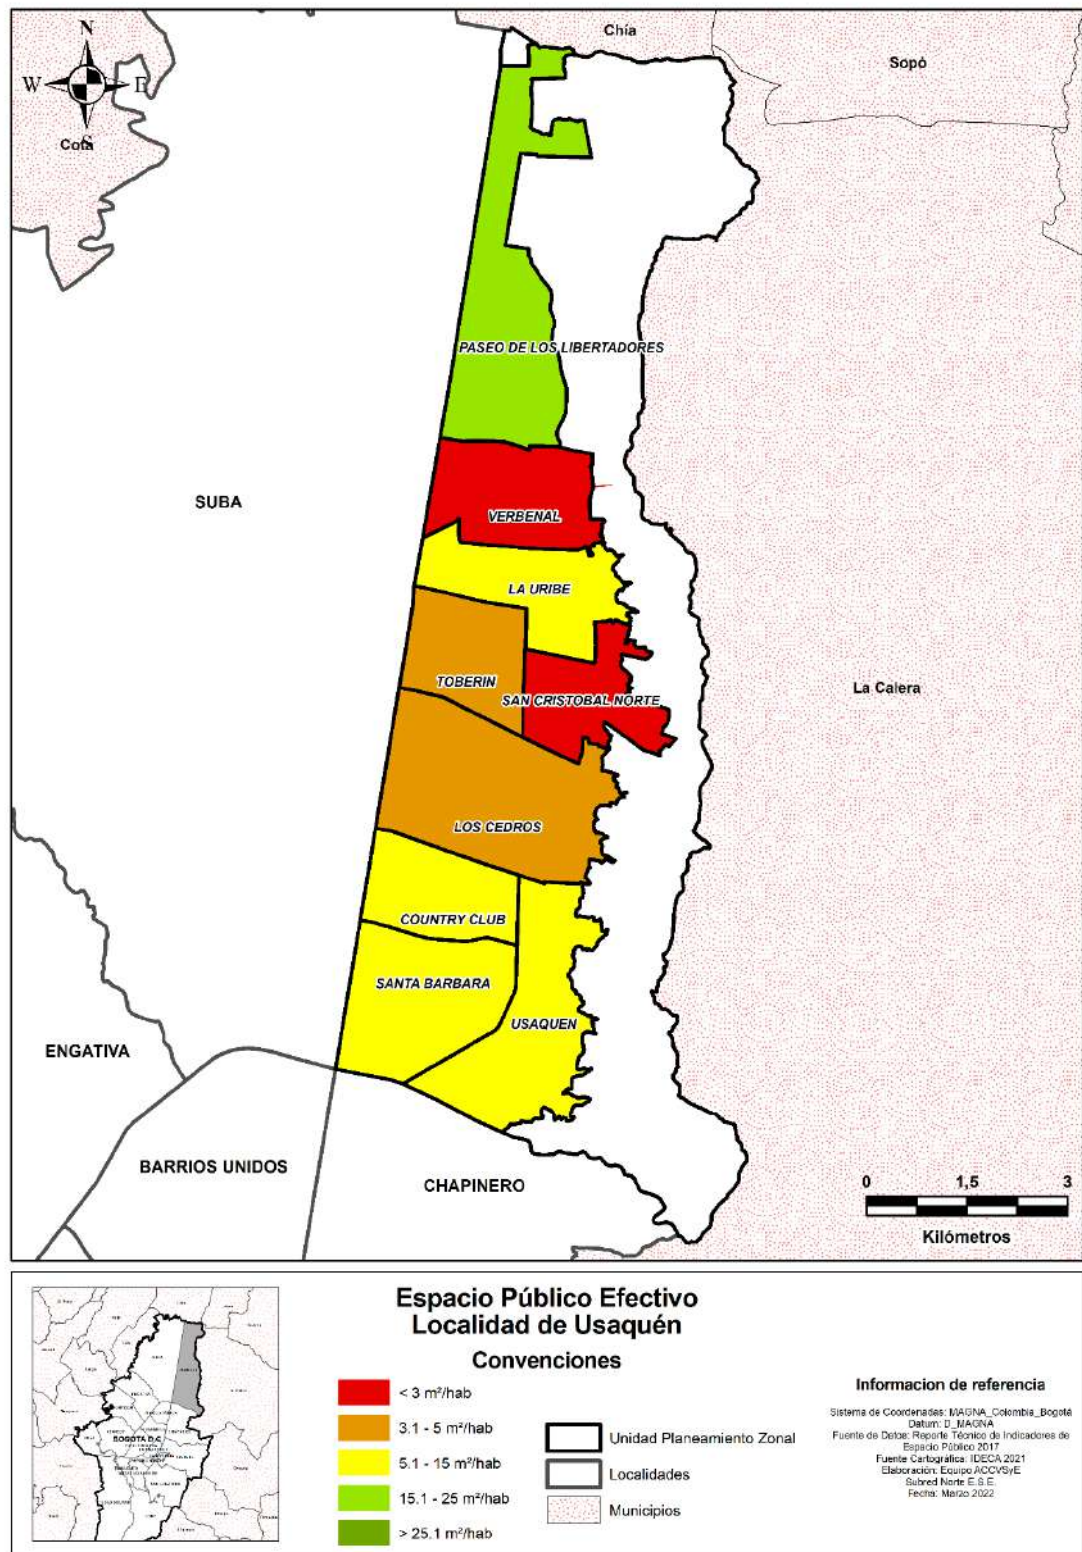 Chía
Sopó
N
W
E
S
Cota
PASEO DE LOS LIBERTADORES
SUBA
VERBENAL
LA URIBE
TOBERIN
SAN CRISTOBAL NORTE
La Calera
LOS CEDROS
COUNTRY CLUB
SANTA BARBARA
USAQUEN
ENGATIVA
BARRIOS UNIDOS
CHAPINERO
0 1,5 3
Kilómetros
Espacio Público Efectivo
Localidad de Usaquén
Convenciones
< 3 m²/hab
3.1 - 5 m²/hab
5.1 - 15 m²/hab
15.1 - 25 m²/hab
> 25.1 m²/hab
Unidad Planeamiento Zonal
Localidades
Municipios
Informacion de referencia
Sistema de Coordenadas: MAGNA_Colombia_Bogotá
Datum: D_MAGNA
Fuente de Datos: Reporte Técnico de Indicadores de
Espacio Público 2017
Fuente Cartográfica: IDECA 2021
Elaboración: Equipo ACCVSyE
Subred Norte E.S.E.
Fecha: Marzo 2022
BOGOTA D.C.